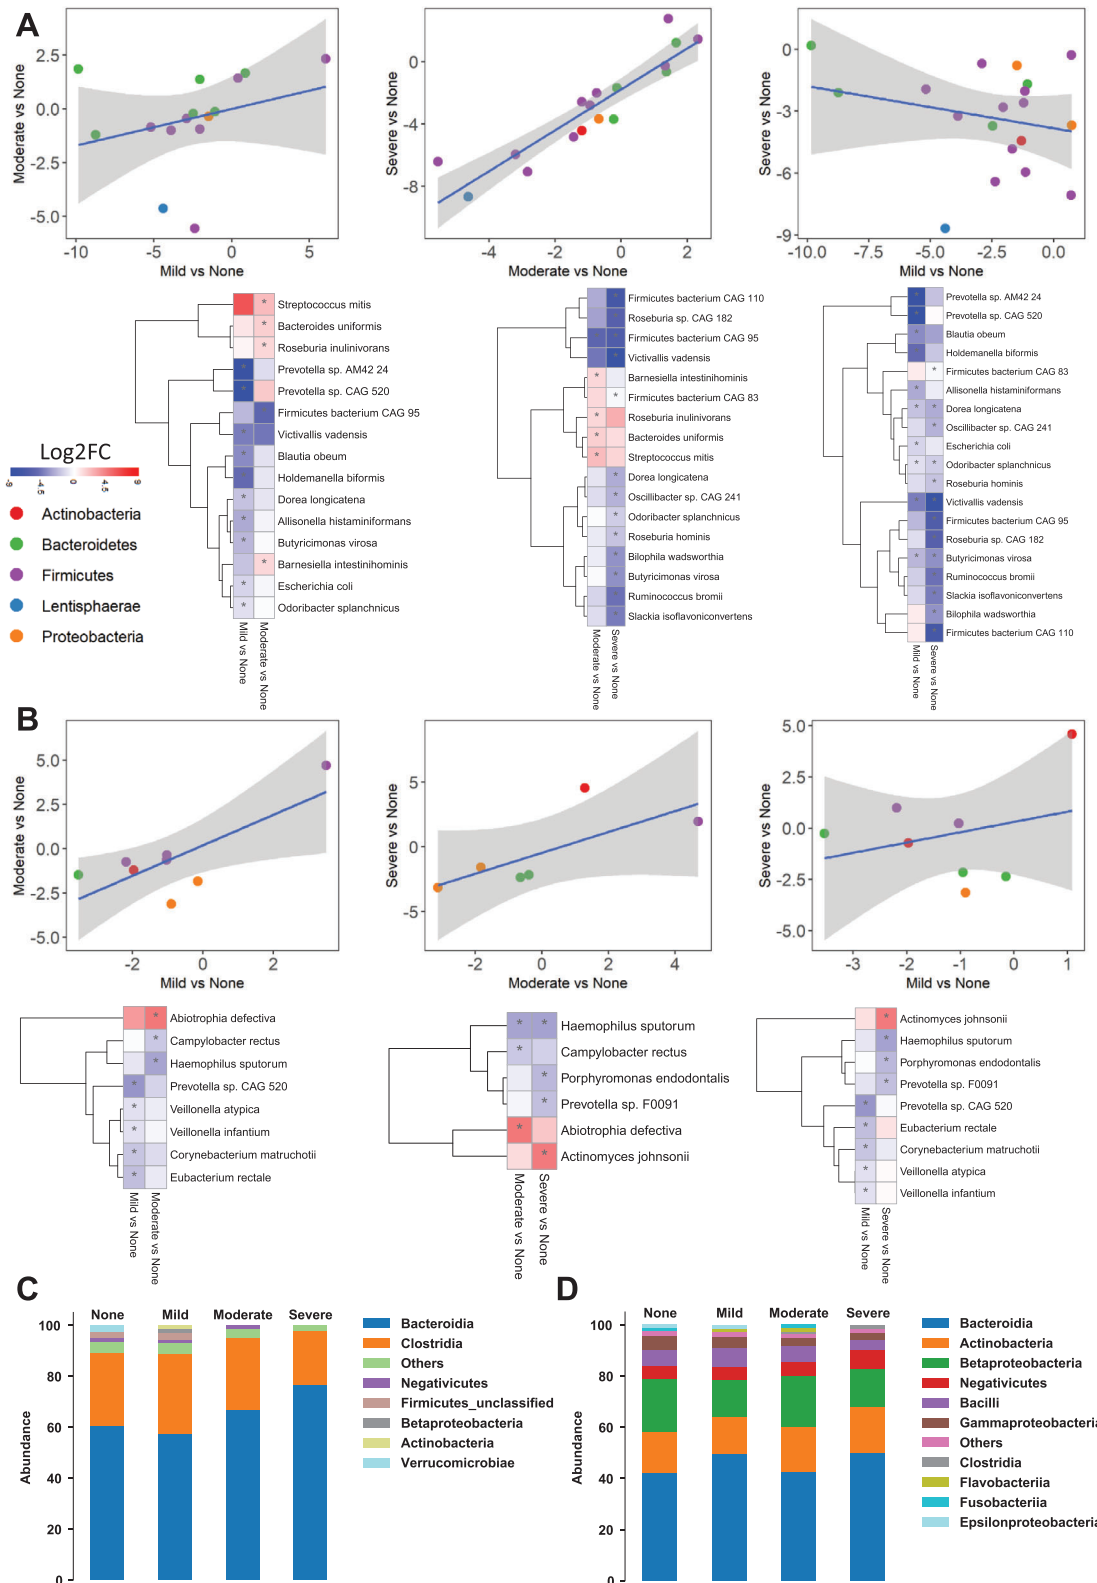 A
Moderate vs None
2.5
0.0
-2.5
-5.0
-10
-5
0
5
Mild vs None
Severe vs None
0
-4
-8
-4
-2
0
2
Moderate vs None
Severe vs None
0
-3
-6
-9
-10.0
-7.5
-5.0
-2.5
0.0
Mild vs None
Streptococcus mitis
Bacteroides uniformis
Roseburia inulinivorans
Prevotella sp. AM42 24
Prevotella sp. CAG 520
Firmicutes bacterium CAG 95
Victivallis vadensis
Blautia obeum
Holdemanella biformis
Dorea longicatena
Allisonella histaminiformans
Butyricimonas virosa
Barnesiella intestinihominis
Escherichia coli
Odoribacter splanchnicus
Mild vs None
Moderate vs None
Firmicutes bacterium CAG 110
Roseburia sp. CAG 182
Firmicutes bacterium CAG 95
Victivallis vadensis
Barnesiella intestinihominis
Firmicutes bacterium CAG 83
Roseburia inulinivorans
Bacteroides uniformis
Streptococcus mitis
Dorea longicatena
Oscillibacter sp. CAG 241
Odoribacter splanchnicus
Roseburia hominis
Bilophila wadsworthia
Butyricimonas virosa
Ruminococcus bromii
Slackia isoflavoniconvertens
Moderate vs None
Severe vs None
Prevotella sp. AM42 24
Prevotella sp. CAG 520
Blautia obeum
Holdemanella biformis
Firmicutes bacterium CAG 83
Allisonella histaminiformans
Dorea longicatena
Oscillibacter sp. CAG 241
Escherichia coli
Odoribacter splanchnicus
Roseburia hominis
Victivallis vadensis
Firmicutes bacterium CAG 95
Roseburia sp. CAG 182
Butyricimonas virosa
Ruminococcus bromii
Slackia isoflavoniconvertens
Bilophila wadsworthia
Firmicutes bacterium CAG 110
Mild vs None
Severe vs None
Log2FC
-9
-4.5
0
4.5
9
Actinobacteria
Bacteroidetes
Firmicutes
Lentisphaerae
Proteobacteria
B
Moderate vs None
5.0
2.5
0.0
-2.5
-5.0
-2
0
2
Mild vs None
Severe vs None
5
0
-5
-2
0
2
4
Moderate vs None
Severe vs None
5.0
2.5
0.0
-2.5
-5.0
-3
-2
-1
0
1
Mild vs None
Abiotrophia defectiva
Campylobacter rectus
Haemophilus sputorum
Prevotella sp. CAG 520
Veillonella atypica
Veillonella infantium
Corynebacterium matruchotii
Eubacterium rectale
Mild vs None
Moderate vs None
Haemophilus sputorum
Campylobacter rectus
Porphyromonas endodontalis
Prevotella sp. F0091
Abiotrophia defectiva
Actinomyces johnsonii
Moderate vs None
Severe vs None
Actinomyces johnsonii
Haemophilus sputorum
Porphyromonas endodontalis
Prevotella sp. F0091
Prevotella sp. CAG 520
Eubacterium rectale
Corynebacterium matruchotii
Veillonella atypica
Veillonella infantium
Mild vs None
Severe vs None
C
None Mild Moderate Severe
Abundance
100
80
60
40
20
0
Bacteroidia
Clostridia
Others
Negativicutes
Firmicutes_unclassified
Betaproteobacteria
Actinobacteria
Verrucomicrobiae
D
None Mild Moderate Severe
Abundance
100
80
60
40
20
0
Bacteroidia
Actinobacteria
Betaproteobacteria
Negativicutes
Bacilli
Gammaproteobacteria
Others
Clostridia
Flavobacteriia
Fusobacteriia
Epsilonproteobacteria